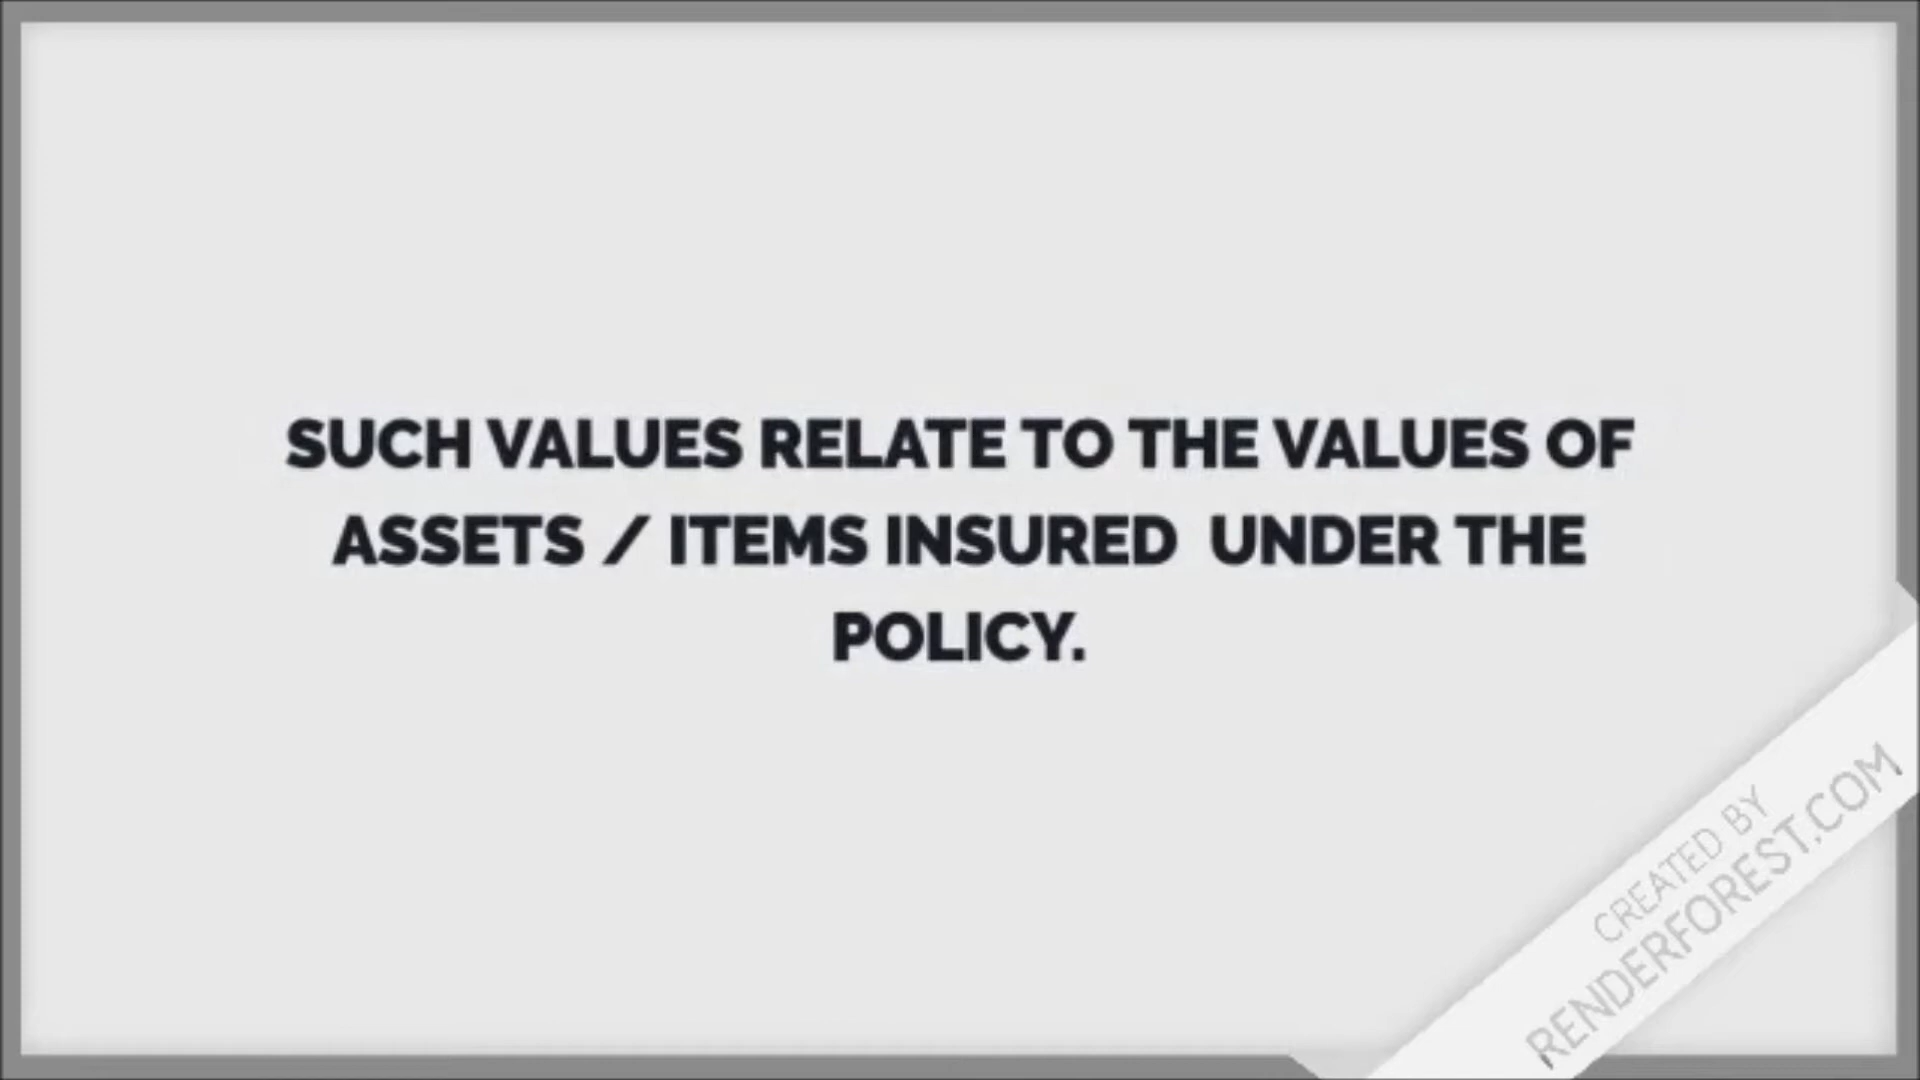 SUCH VALUES RELATE TO THE VALUES OF
ASSETS / ITEMS INSURED  UNDER THE
POLICY.
CREATED BY
RENDERFOREST.COM